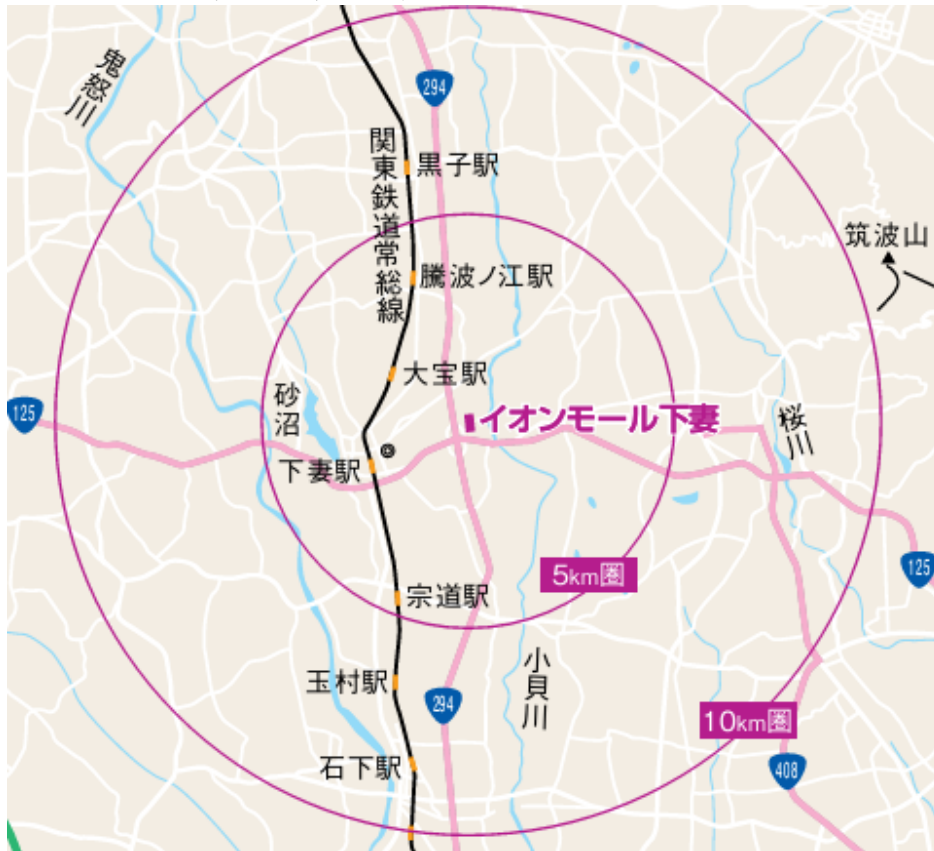 鬼怒川
294
関東鉄道常総線
黒子駅
筑波山
騰波ノ江駅
大宝駅
砂沼
125
イオンモール下妻
桜川
下妻駅
5km圏
125
宗道駅
小貝川
玉村駅
294
10km圏
石下駅
408